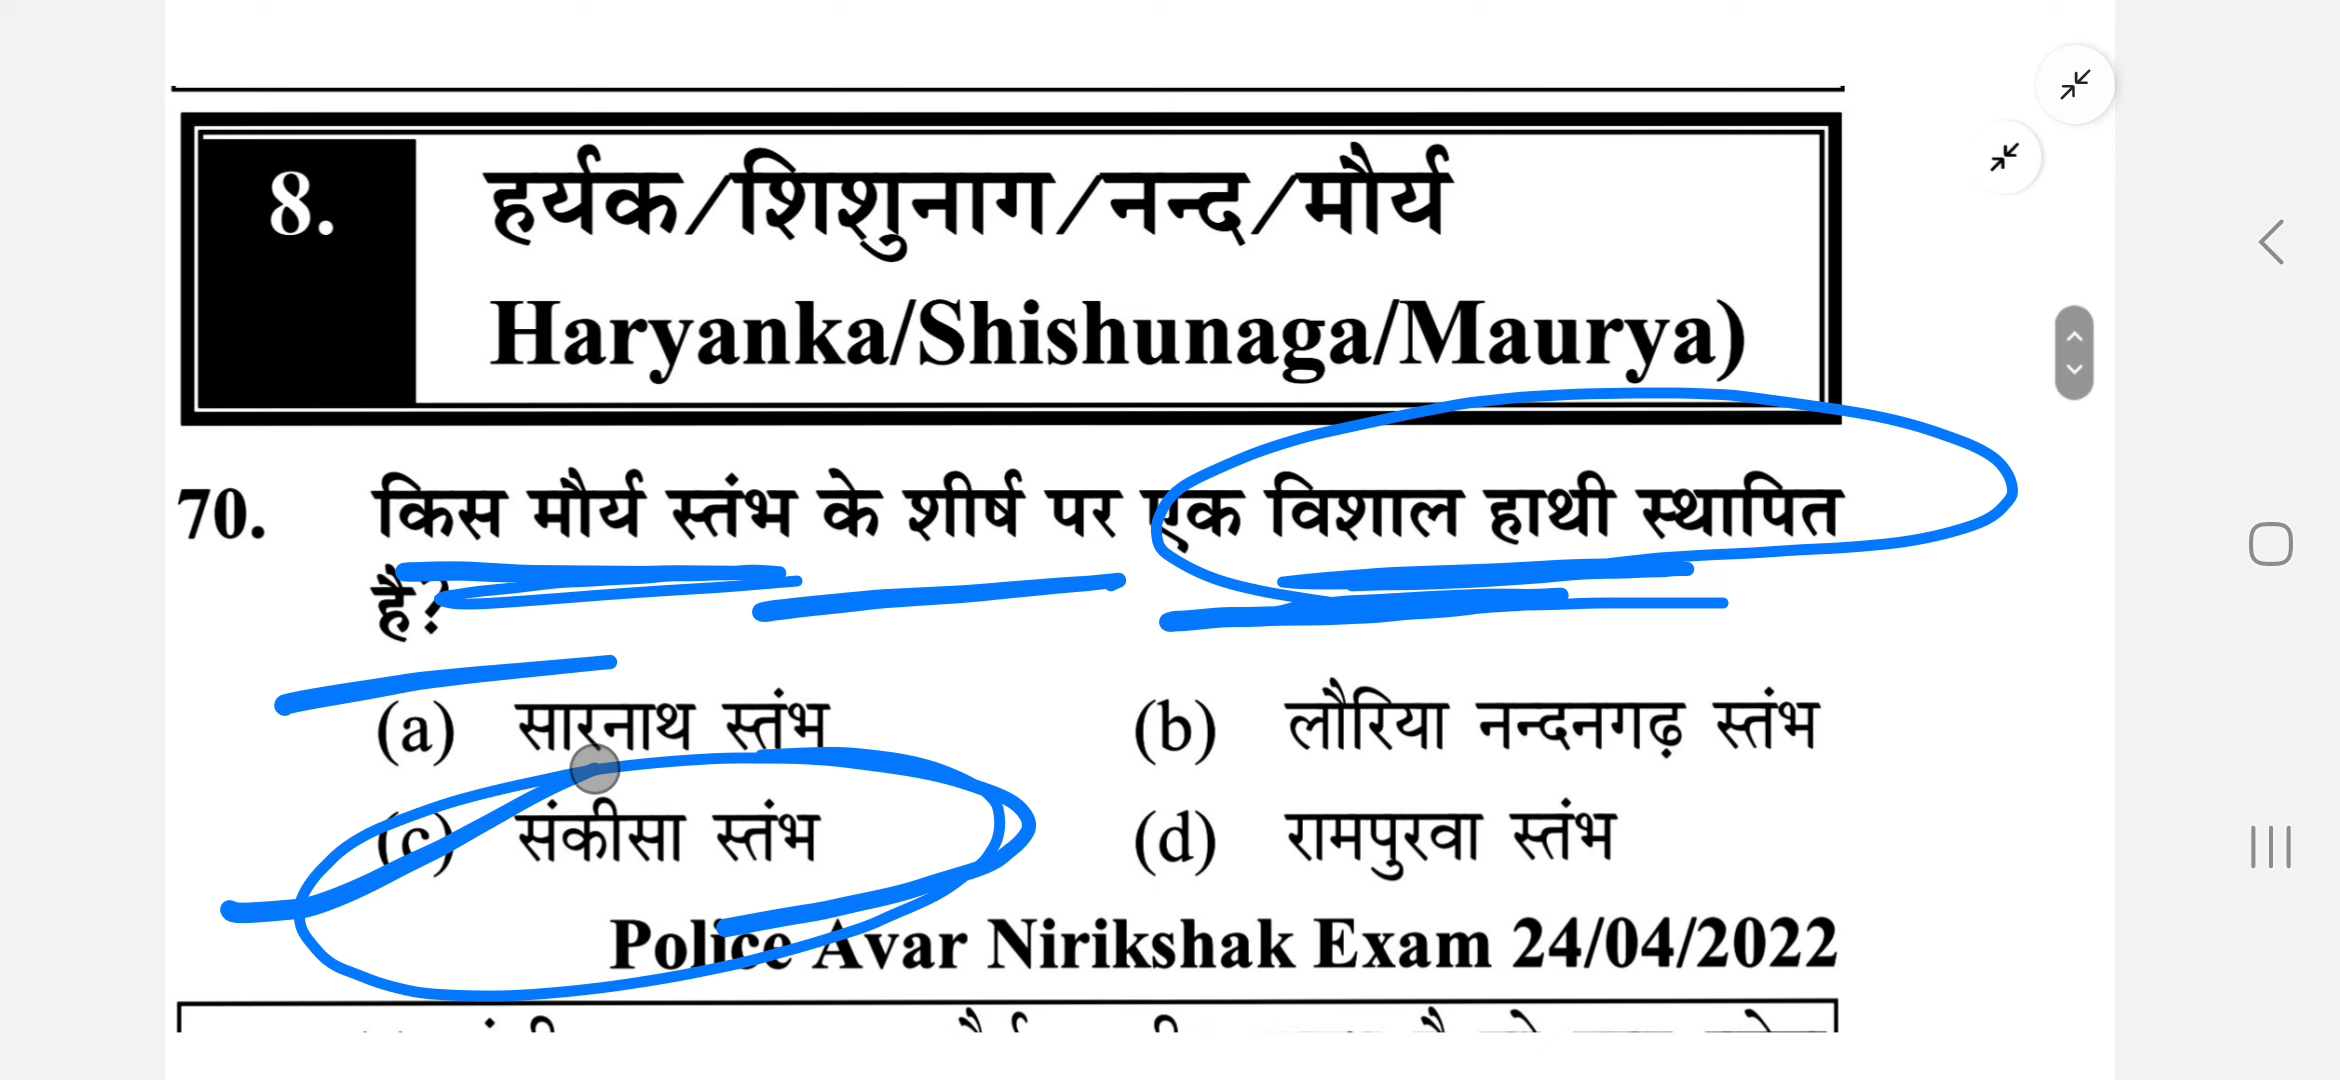 8. हर्यक/शिशुनाग/नन्द/मौर्य
Haryanka/Shishunaga/Maurya)
70. किस मौर्य स्तंभ के शीर्ष पर एक विशाल हाथी स्थापित
है?
(a) सारनाथ स्तंभ (b) लौरिया नन्दनगढ़ स्तंभ
(c) संकीसा स्तंभ (d) रामपुरवा स्तंभ
Police Avar Nirikshak Exam 24/04/2022